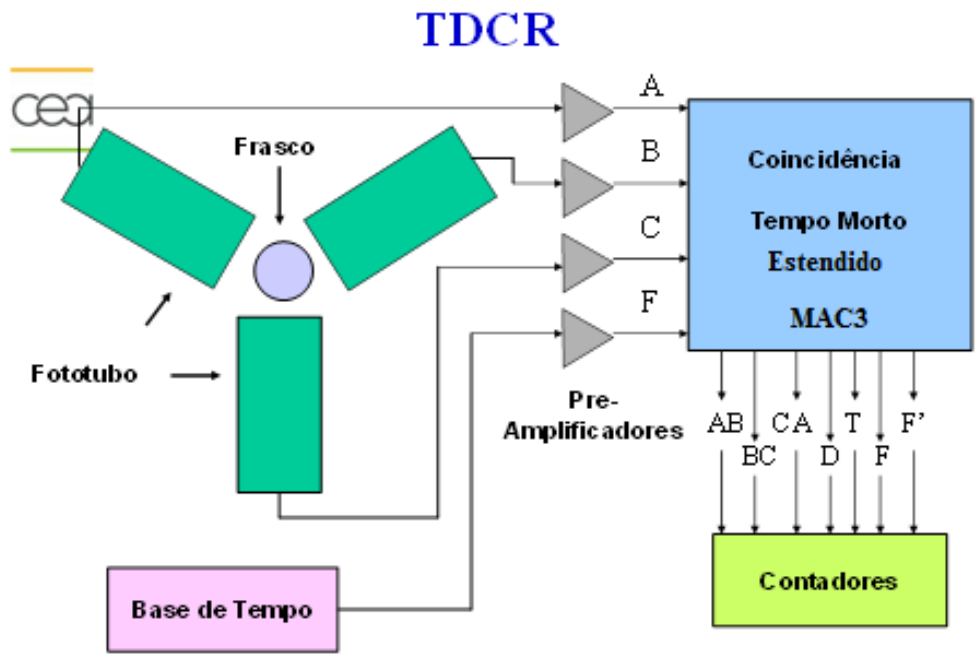 TDCR
cea
Frasco
Fototubo
A
B
C
F
Pre-
Amplificadores
Coincidência
Tempo Morto
Estendido
MAC3
AB
BC
CA
D
T
F
F’
Contadores
Base de Tempo